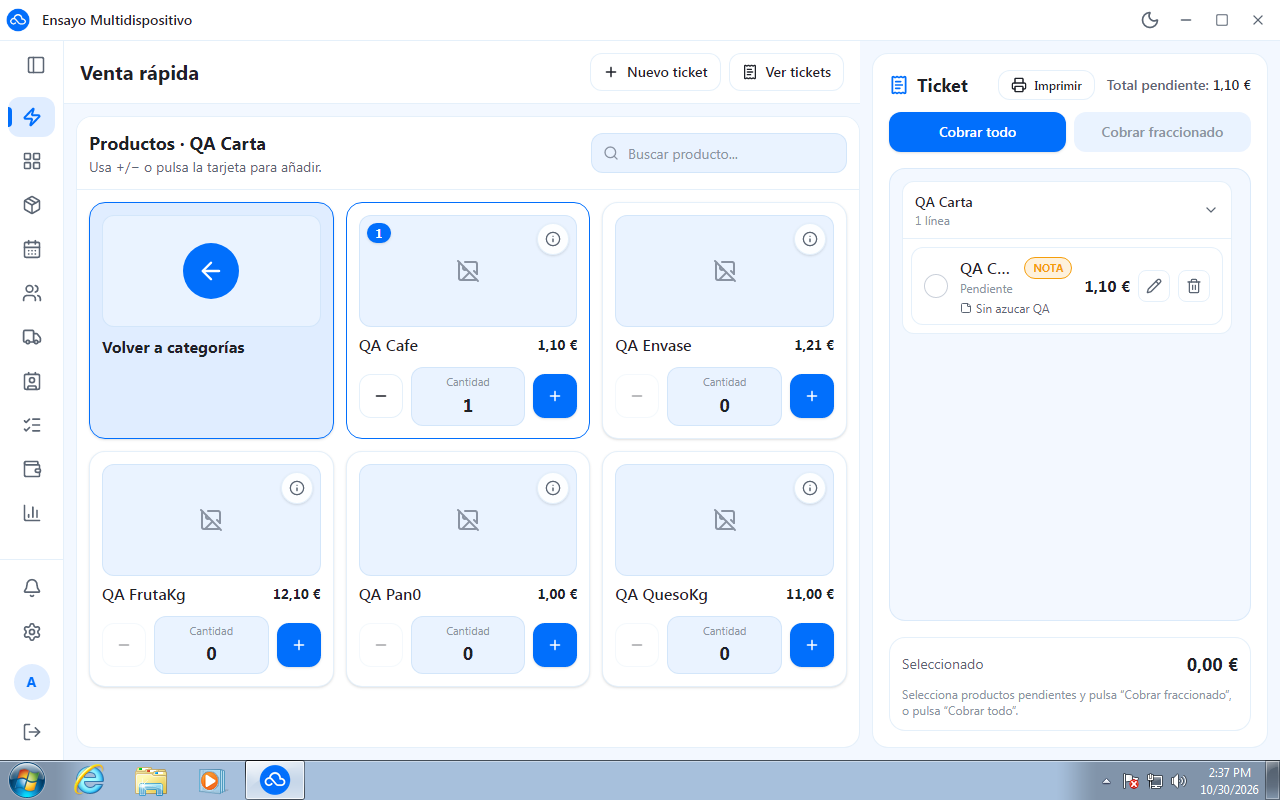 Ensayo Multidispositivo
Venta rápida
Nuevo ticket
Ver tickets
Productos · QA Carta
Usa +/− o pulsa la tarjeta para añadir.
Buscar producto...
Volver a categorías
1
QA Cafe 1,10 €
Cantidad
1
QA Envase 1,21 €
Cantidad
0
QA FrutaKg 12,10 €
Cantidad
0
QA Pan0 1,00 €
Cantidad
0
QA QuesoKg 11,00 €
Cantidad
0
Ticket
Imprimir
Total pendiente: 1,10 €
Cobrar todo
Cobrar fraccionado
QA Carta
1 línea
QA C... NOTA
Pendiente
1,10 €
Sin azucar QA
Seleccionado 0,00 €
Selecciona productos pendientes y pulsa “Cobrar fraccionado”,
o pulsa “Cobrar todo”.
A
2:37 PM
10/30/2026